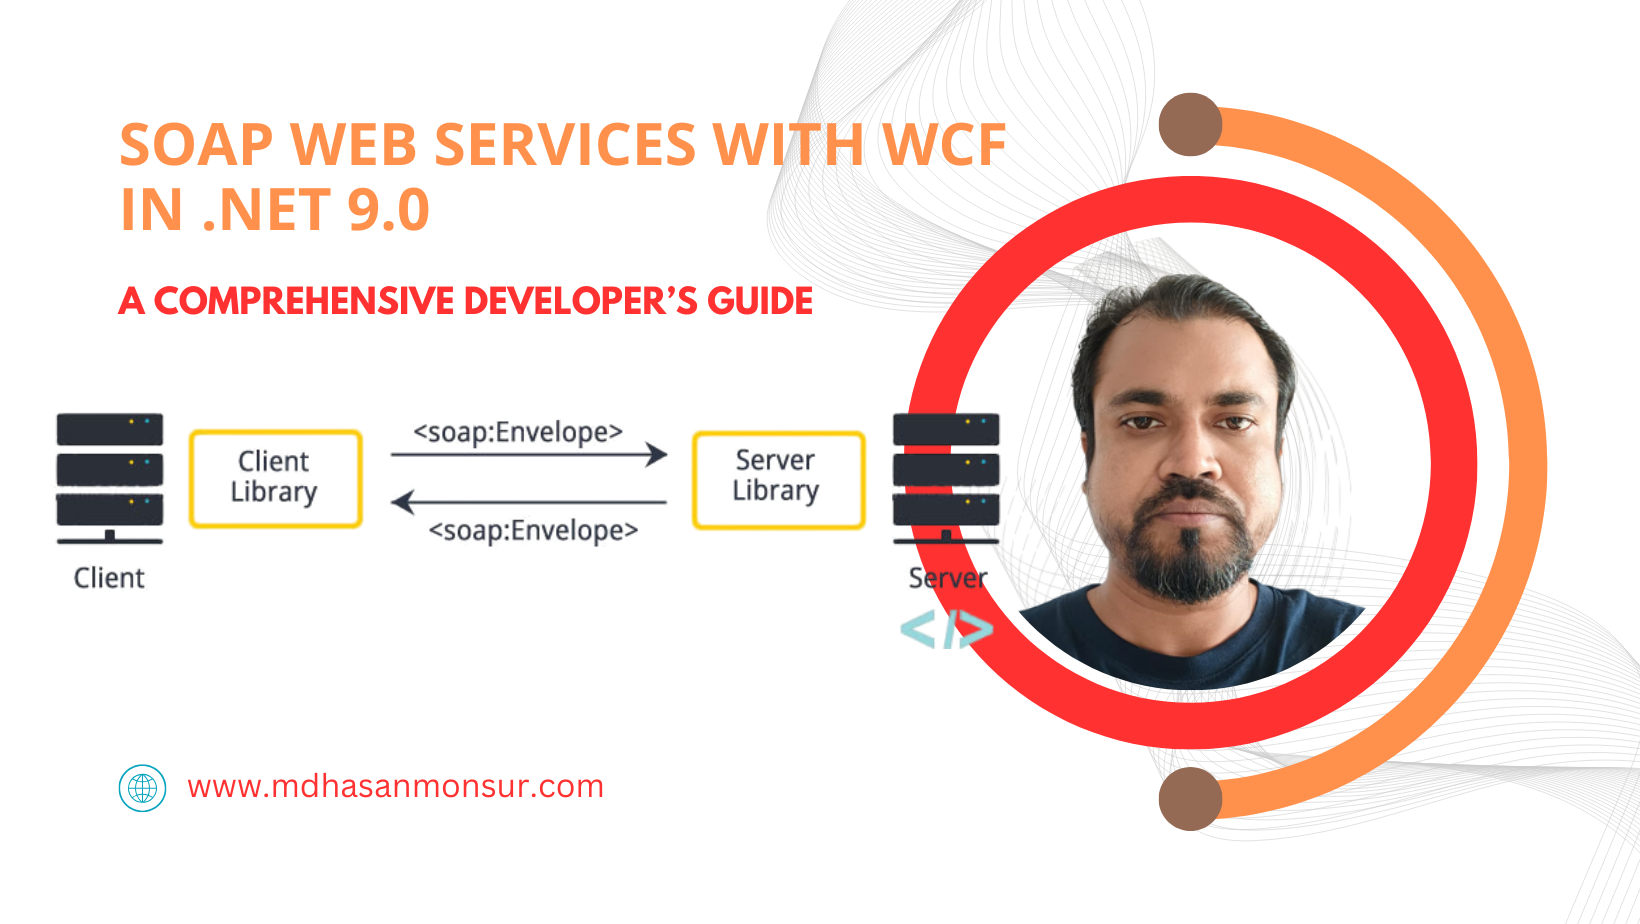 SOAP WEB SERVICES WITH WCF
IN .NET 9.0
A COMPREHENSIVE DEVELOPER’S GUIDE
<soap:Envelope>
Client
Library
Server
Library
<soap:Envelope>
Client
Server
</>
www.mdhasanmonsur.com